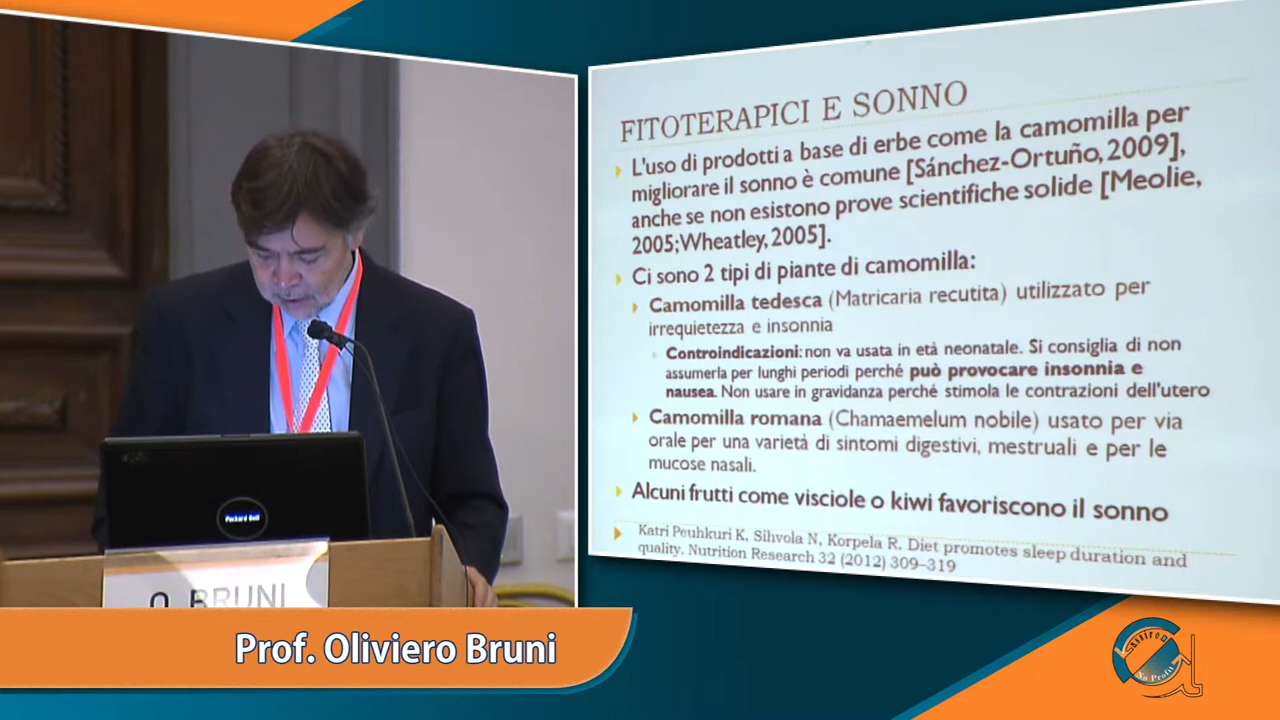 FITOTERAPICI E SONNO
L'uso di prodotti a base di erbe come la camomilla per
migliorare il sonno è comune [Sánchez-Ortuño, 2009],
anche se non esistono prove scientifiche solide [Meolie,
2005; Wheatley, 2005].
Ci sono 2 tipi di piante di camomilla:
Camomilla tedesca (Matricaria recutita) utilizzato per
irrequietezza e insonnia
Controindicazioni: non va usata in età neonatale. Si consiglia di non
assumerla per lunghi periodi perché può provocare insonnia e
nausea. Non usare in gravidanza perché stimola le contrazioni dell'utero
Camomilla romana (Chamaemelum nobile) usato per via
orale per una varietà di sintomi digestivi, mestruali e per le
mucose nasali.
Alcuni frutti come visciole o kiwi favoriscono il sonno
Katri Peuhkuri K, Sihvola N, Korpela R. Diet promotes sleep duration and
quality. Nutrition Research 32 (2012) 309–319
Packard Bell
O. BRUNI
Prof. Oliviero Bruni
No Profit